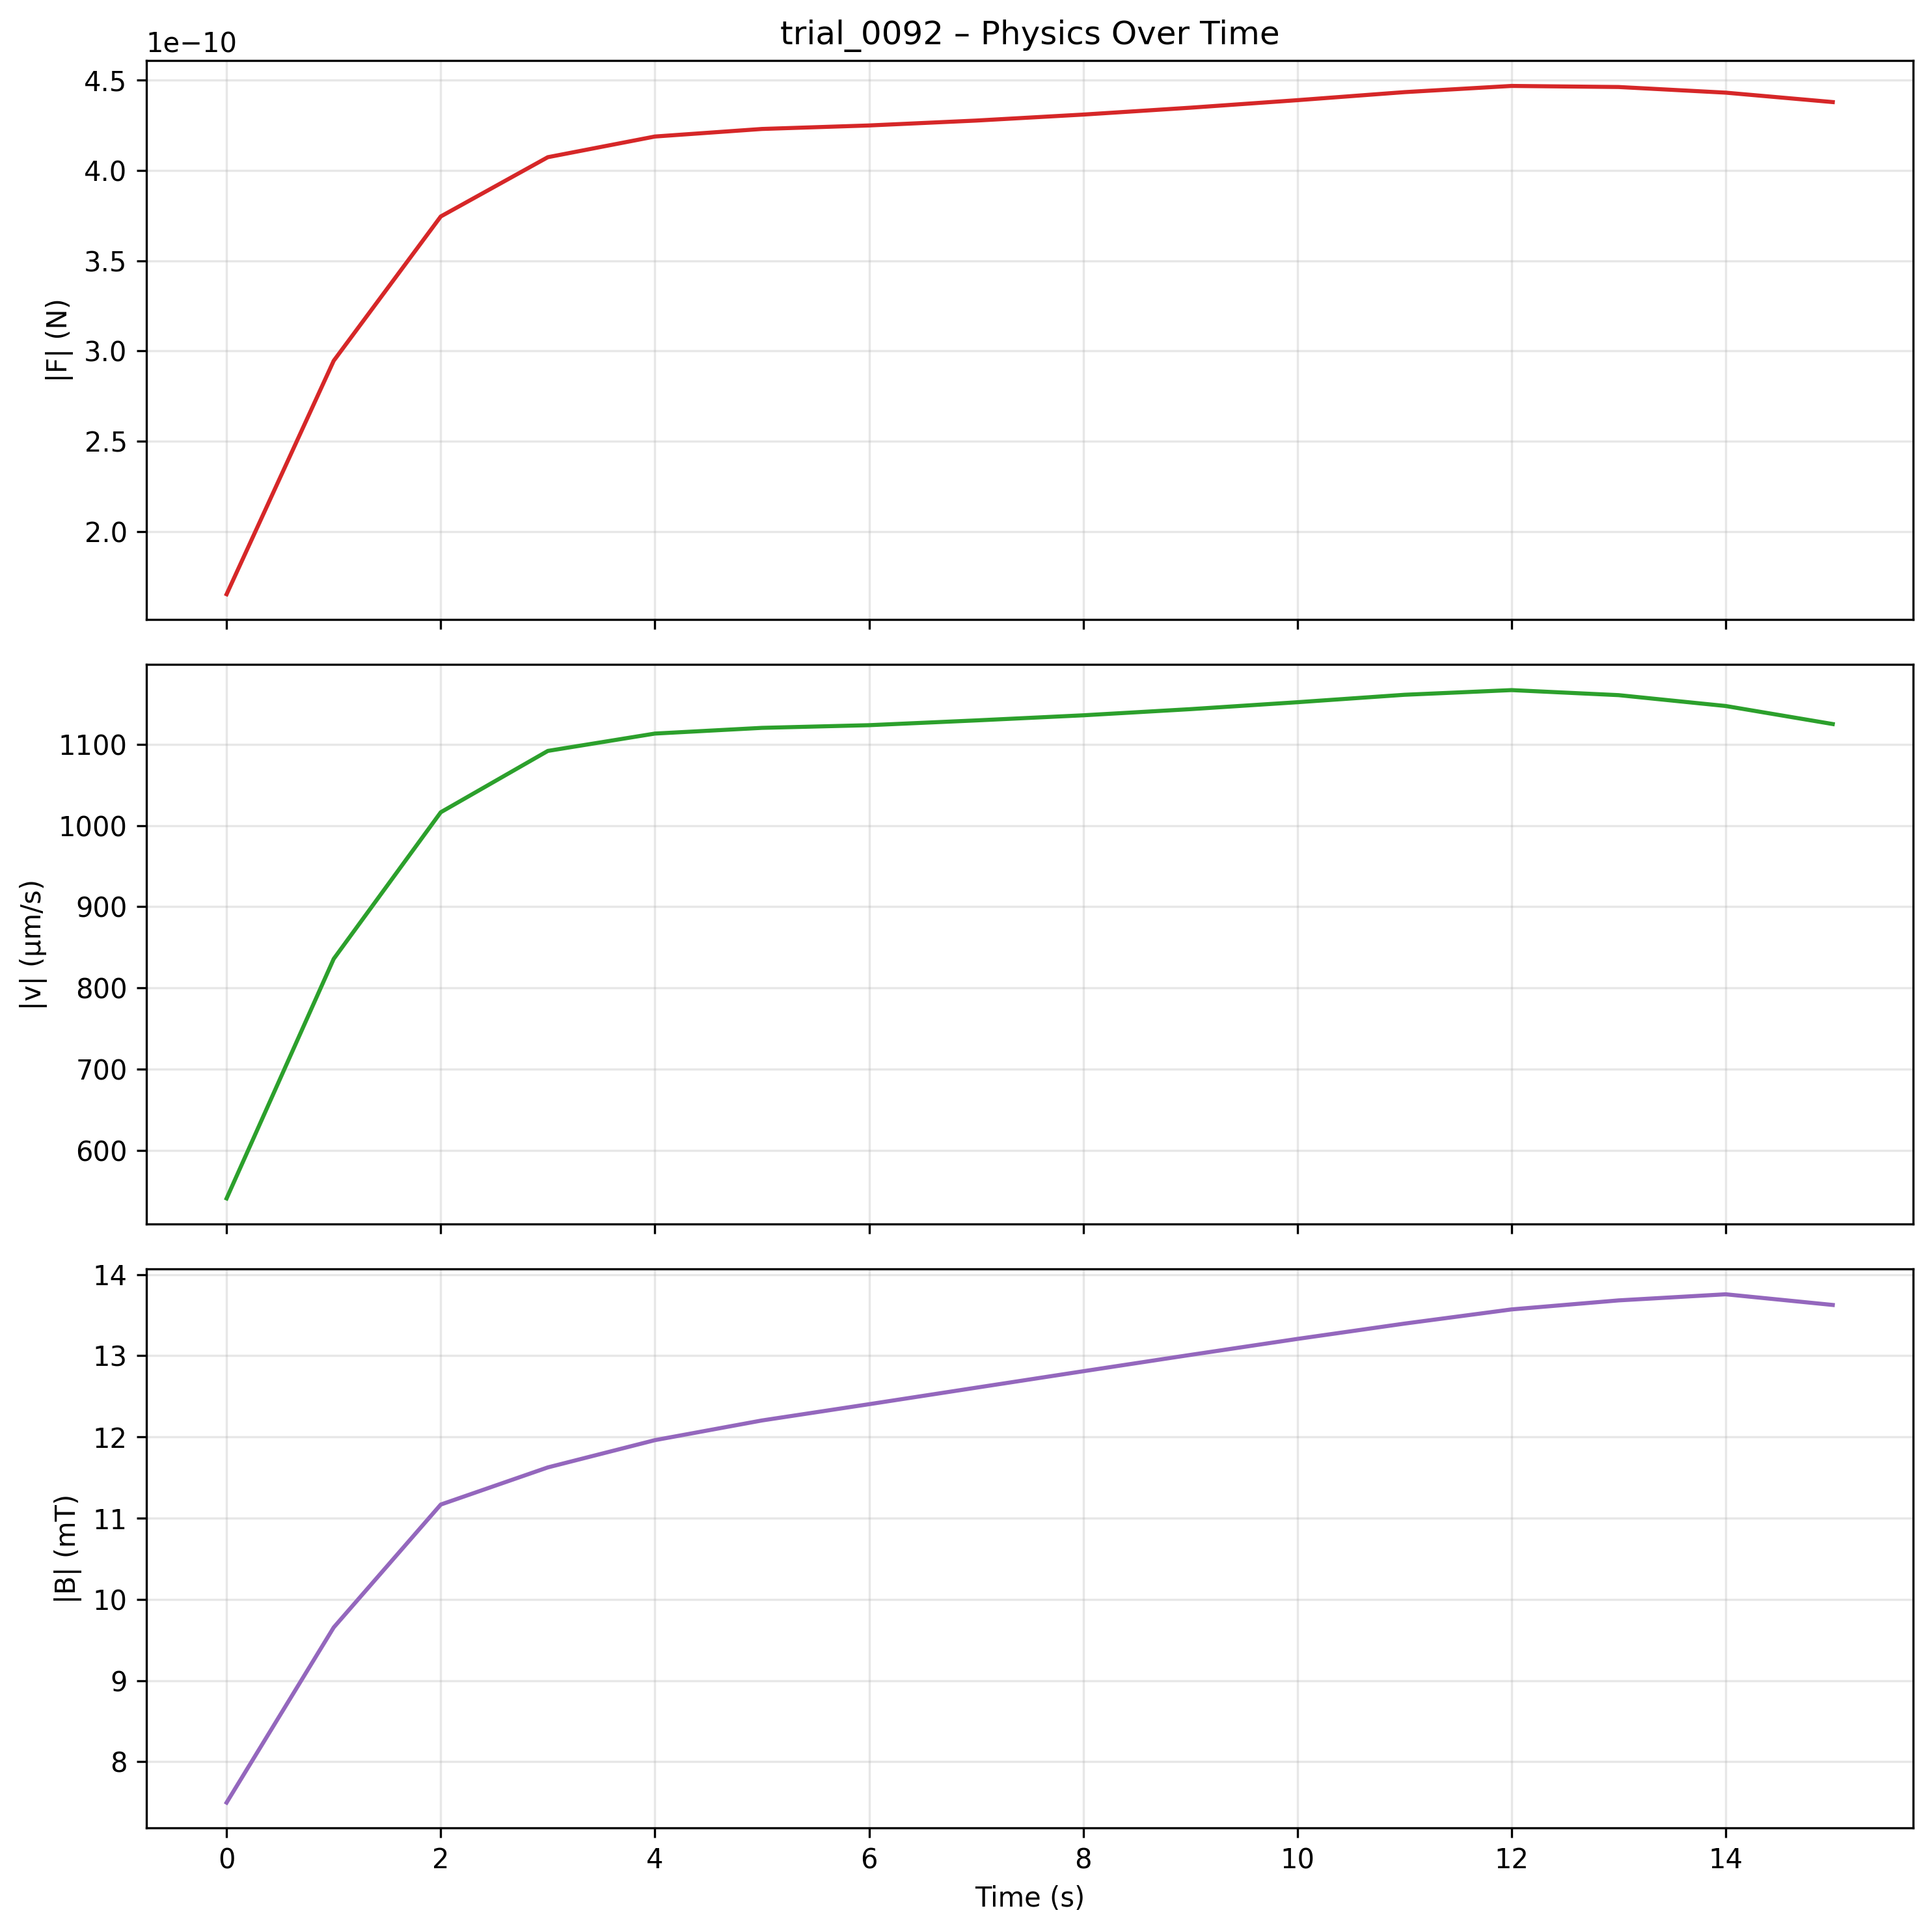 trial_0092 – Physics Over Time
1e−10
4.5
4.0
3.5
3.0
2.5
2.0
|F| (N)
1100
1000
900
800
700
600
|v| (μm/s)
14
13
12
11
10
9
8
|B| (mT)
0 2 4 6 8 10 12 14
Time (s)